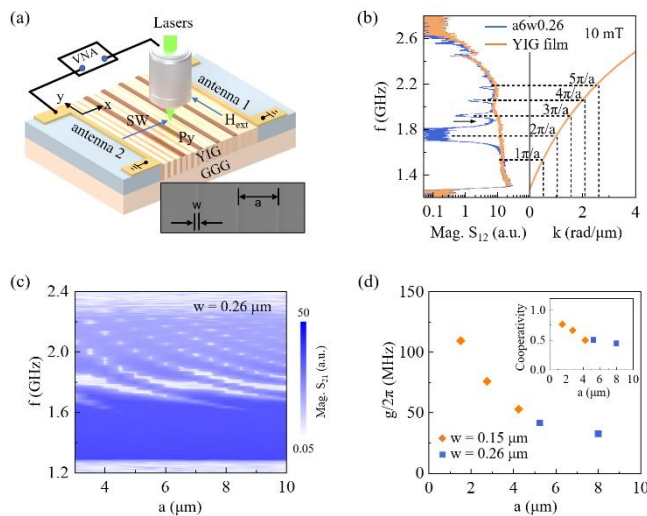 (a)
Lasers
VNA
antenna 1
y
x
SW
H_ext
antenna 2
Py
YIG
GGG
w
a
(b)
a6w0.26
YIG film
10 mT
2.6
2.2
1.8
1.4
f (GHz)
5π/a
4π/a
3π/a
2π/a
1π/a
0.1 1 10 0 2 4
Mag. S₁₂ (a.u.)
k (rad/μm)
(c)
w = 0.26 μm
2.4
2.0
1.6
1.2
f (GHz)
4 6 8 10
a (μm)
50
Mag. S₂₁ (a.u.)
0.05
(d)
150
100
50
0
g/2π (MHz)
0 2 4 6 8 10
a (μm)
w = 0.15 μm
w = 0.26 μm
Cooperativity
1.0
0.5
0.0
0 2 4 6 8 10
a (μm)